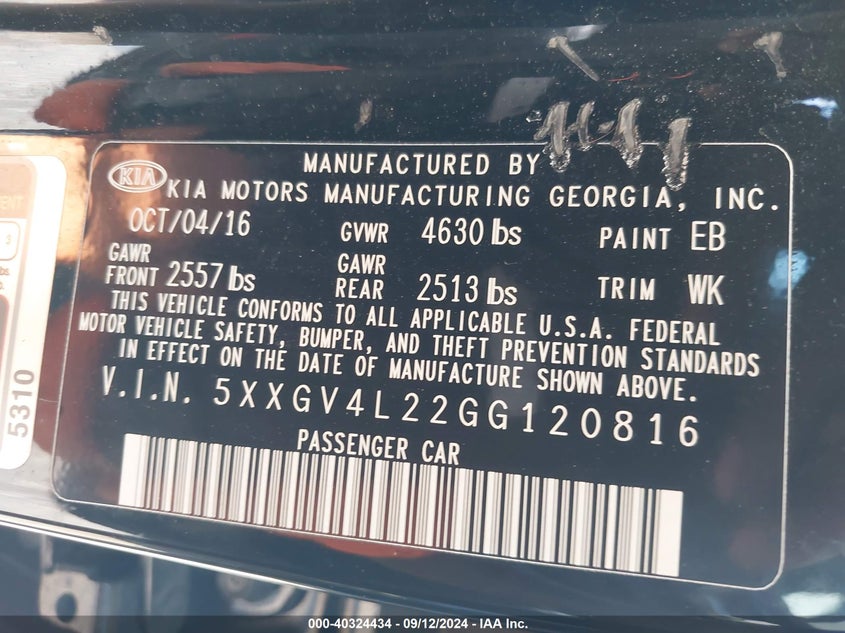 MANUFACTURED BY
KIA KIA MOTORS MANUFACTURING GEORGIA, INC.
OCT/04/16 GVWR 4630 lbs PAINT EB
GAWR FRONT 2557 lbs GAWR REAR 2513 lbs TRIM WK
THIS VEHICLE CONFORMS TO ALL APPLICABLE U.S.A. FEDERAL
MOTOR VEHICLE SAFETY, BUMPER, AND THEFT PREVENTION STANDARDS
IN EFFECT ON THE DATE OF MANUFACTURE SHOWN ABOVE.
V.I.N. 5XXGV4L22GG120816
PASSENGER CAR
5310
000-40324434 - 09/12/2024 - IAA Inc.